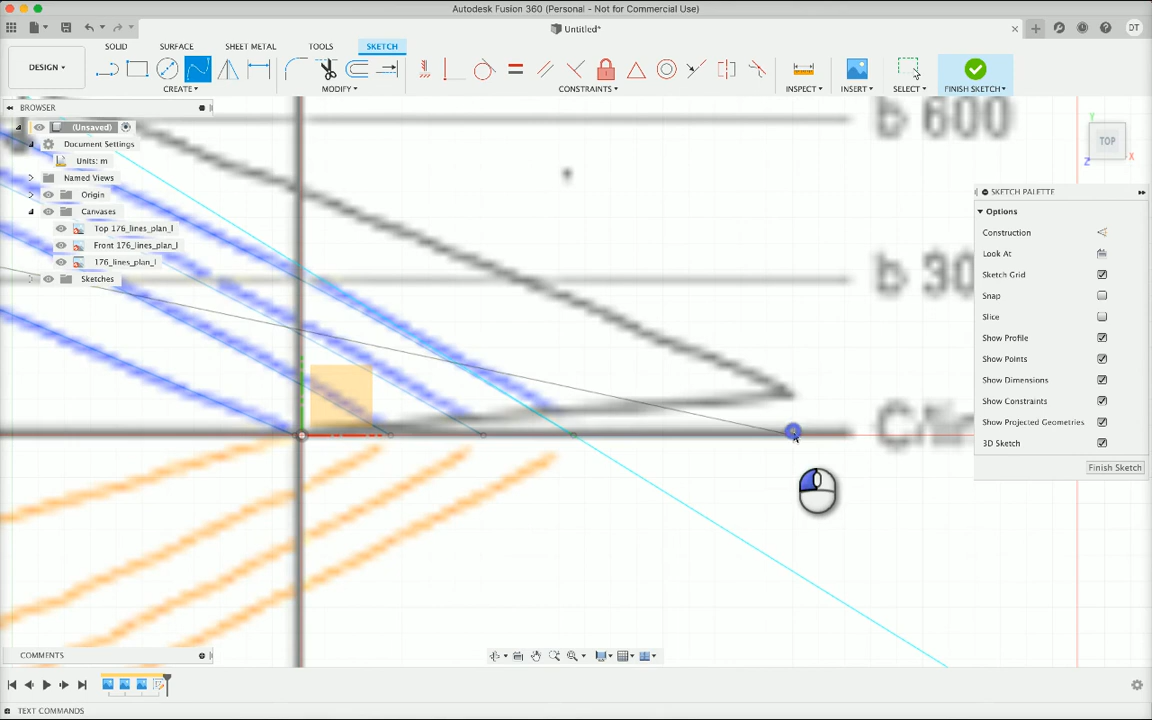 Autodesk Fusion 360 (Personal - Not for Commercial Use)
Untitled*
DT
DESIGN
SOLID
SURFACE
SHEET METAL
TOOLS
SKETCH
CREATE
MODIFY
CONSTRAINTS
INSPECT
INSERT
SELECT
FINISH SKETCH
BROWSER
(Unsaved)
Document Settings
Units: m
Named Views
Origin
Canvases
Top 176_lines_plan_l
Front 176_lines_plan_l
176_lines_plan_l
Sketches
b 600
b 30
TOP
Y
X
Z
SKETCH PALETTE
Options
Construction
Look At
Sketch Grid
Snap
Slice
Show Profile
Show Points
Show Dimensions
Show Constraints
Show Projected Geometries
3D Sketch
Finish Sketch
COMMENTS
TEXT COMMANDS